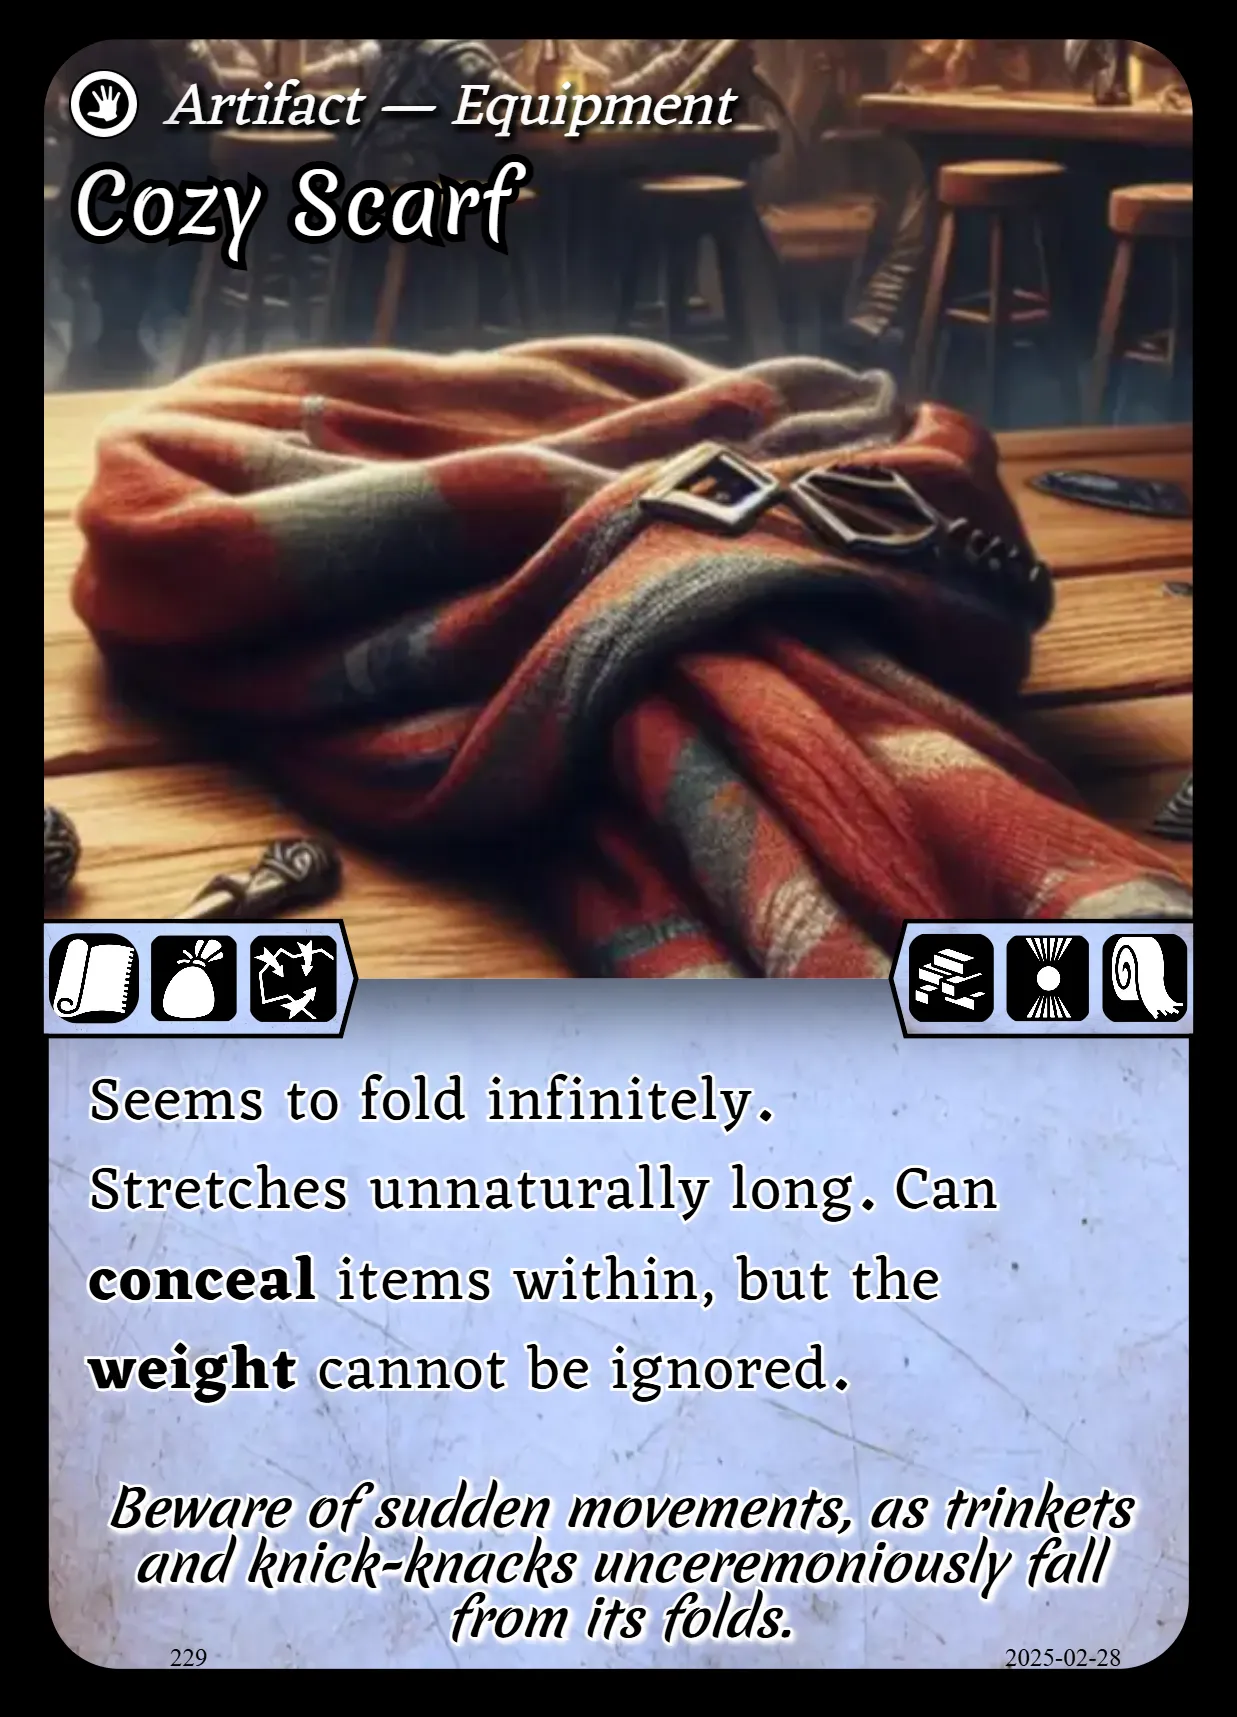 Artifact — Equipment
Cozy Scarf
Seems to fold infinitely.
Stretches unnaturally long. Can
conceal items within, but the
weight cannot be ignored.
Beware of sudden movements, as trinkets
and knick-knacks unceremoniously fall
from its folds.
229
2025-02-28